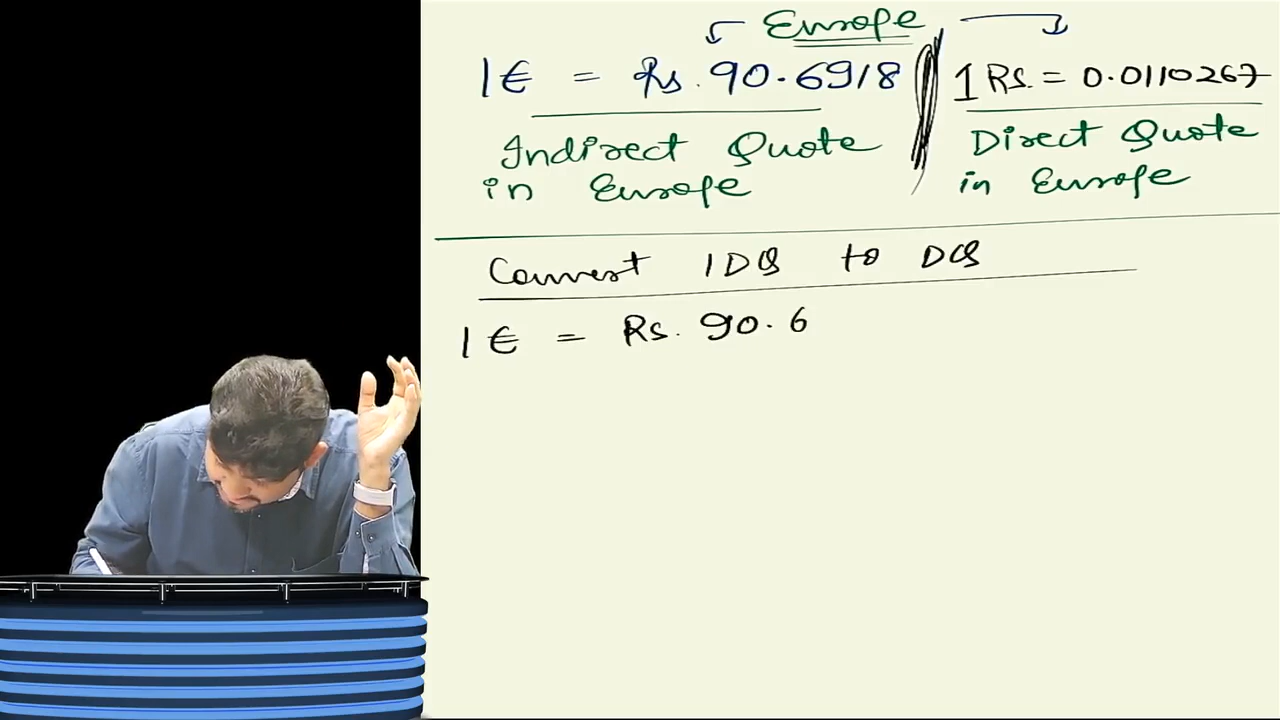 Europe
1€ = Rs. 90.6918
1 Rs. = 0.0110267
Indirect Quote
in Europe
Direct Quote
in Europe
Convert IDQ to DQ
1€ = Rs. 90.6